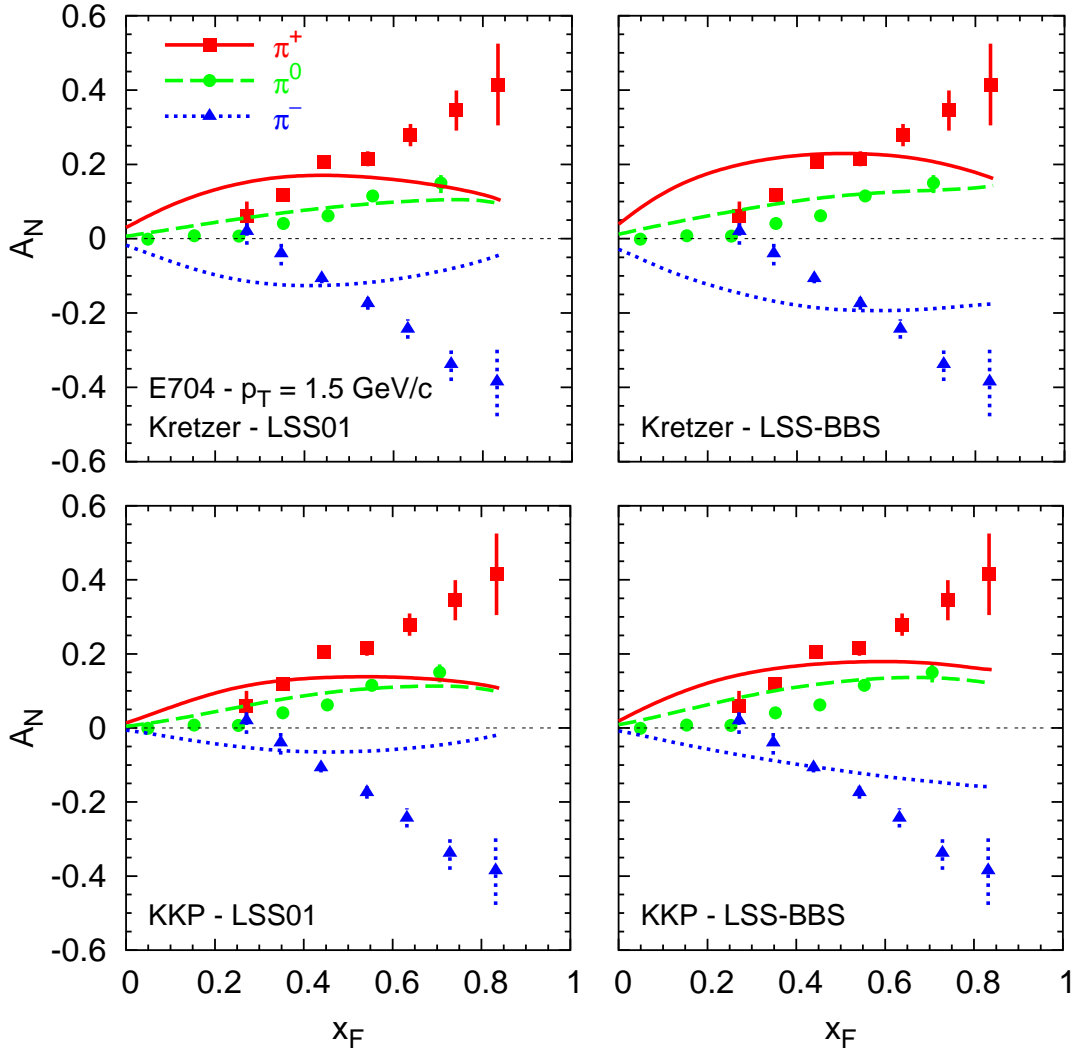 0.6
0.4
0.2
0
-0.2
-0.4
-0.6
A_N
π⁺
π⁰
π⁻
E704 - p_T = 1.5 GeV/c
Kretzer - LSS01
Kretzer - LSS-BBS
0.6
0.4
0.2
0
-0.2
-0.4
-0.6
A_N
KKP - LSS01
KKP - LSS-BBS
0 0.2 0.4 0.6 0.8 1
0 0.2 0.4 0.6 0.8 1
x_F
x_F